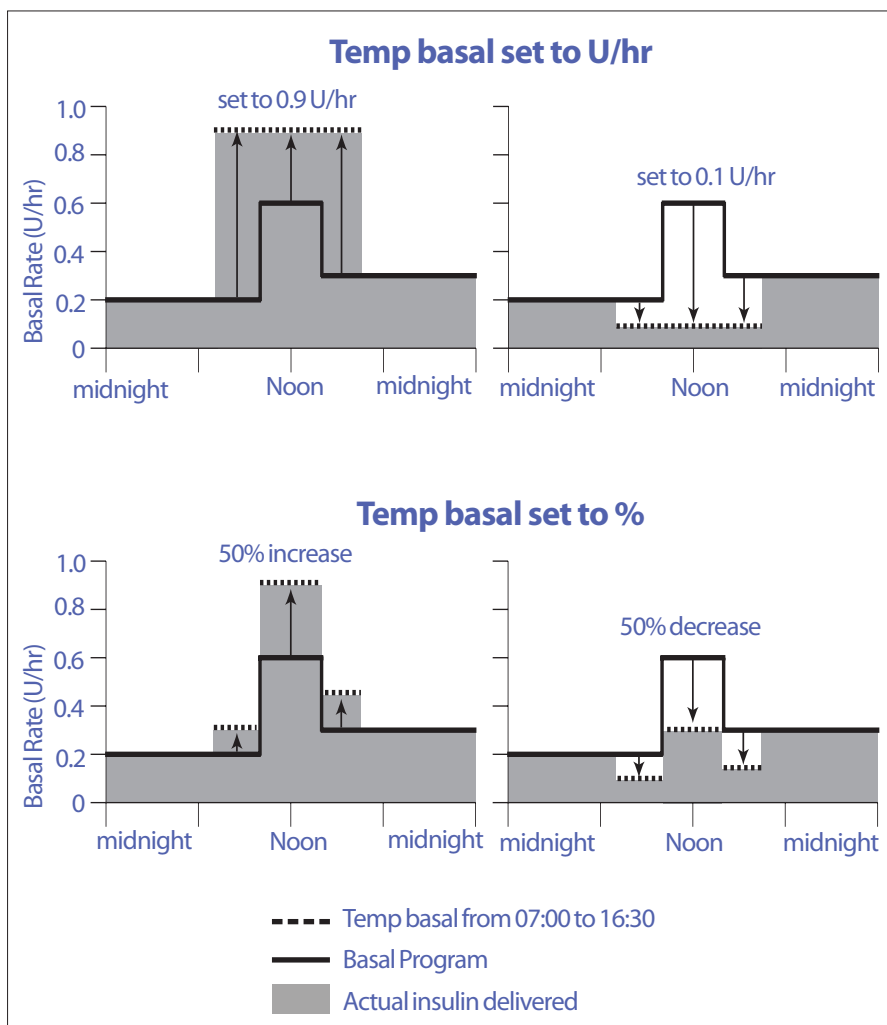 Temp basal set to U/hr
set to 0.9 U/hr
set to 0.1 U/hr
Basal Rate (U/hr)
1.0
0.8
0.6
0.4
0.2
0
midnight Noon midnight midnight Noon midnight
Temp basal set to %
50% increase
50% decrease
Basal Rate (U/hr)
1.0
0.8
0.6
0.4
0.2
0
midnight Noon midnight midnight Noon midnight
Temp basal from 07:00 to 16:30
Basal Program
Actual insulin delivered